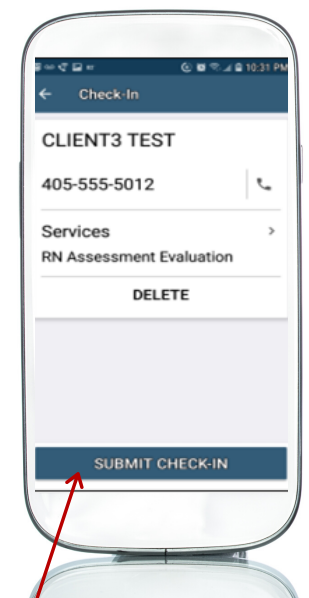 10:31 PM
Check-In
CLIENT3 TEST
405-555-5012
Services
RN Assessment Evaluation
DELETE
SUBMIT CHECK-IN